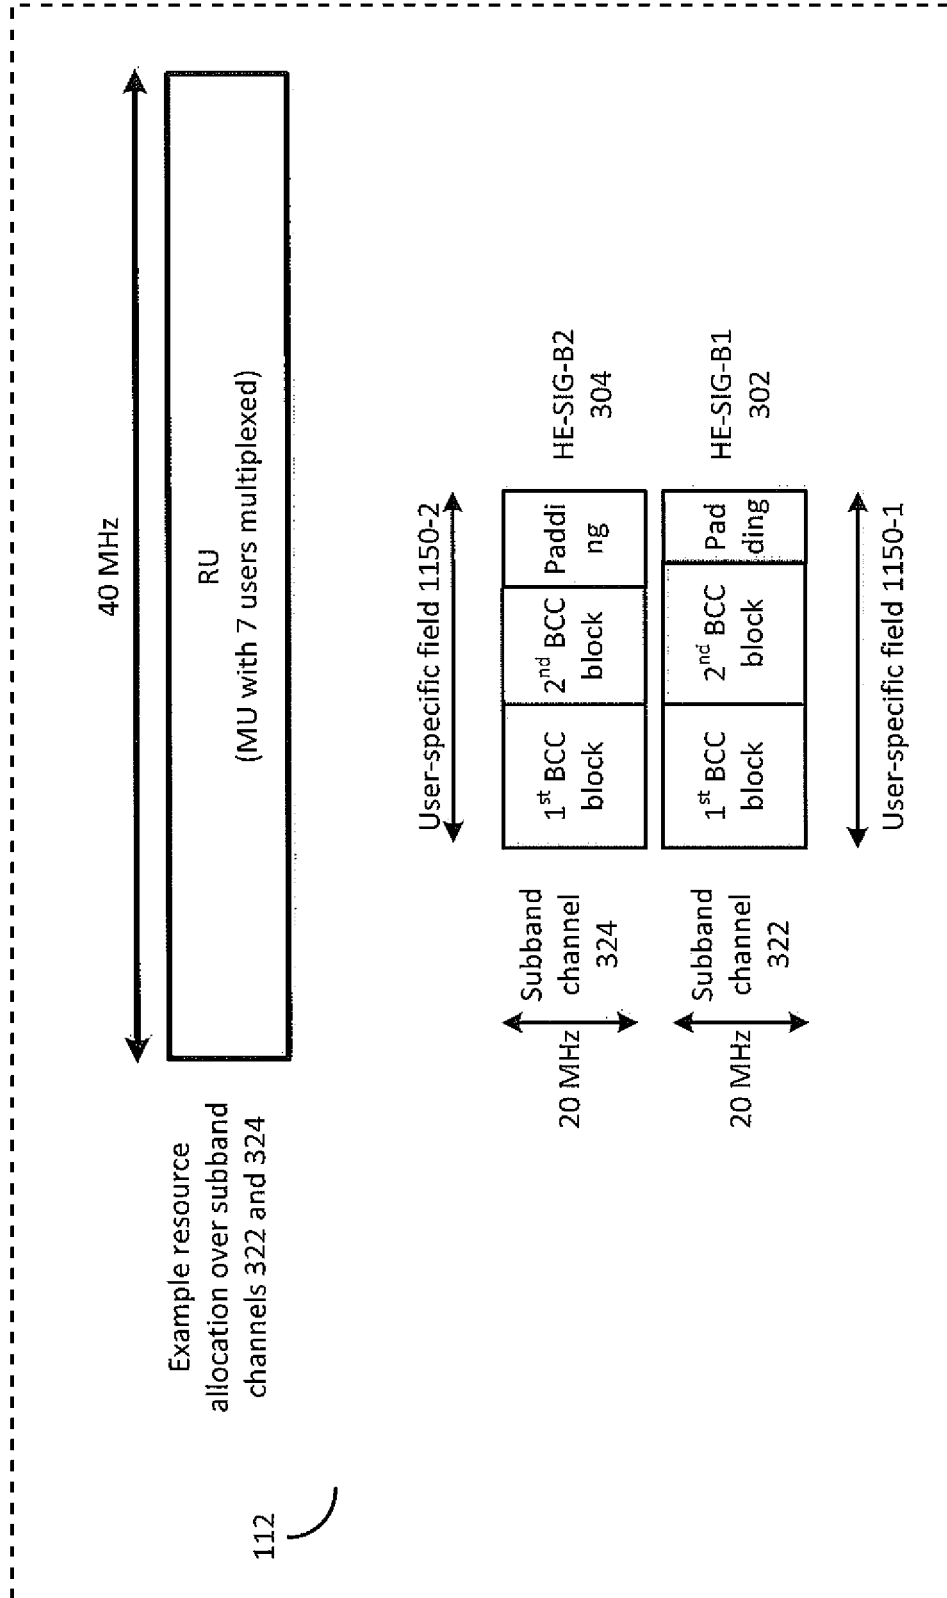 40 MHz
RU
(MU with 7 users multiplexed)
Example resource
allocation over subband
channels 322 and 324
112
User-specific field 1150-2
Subband
channel
324
20 MHz
1st BCC
block
2nd BCC
block
Paddi
ng
HE-SIG-B2
304
Subband
channel
322
20 MHz
1st BCC
block
2nd BCC
block
Pad
ding
HE-SIG-B1
302
User-specific field 1150-1